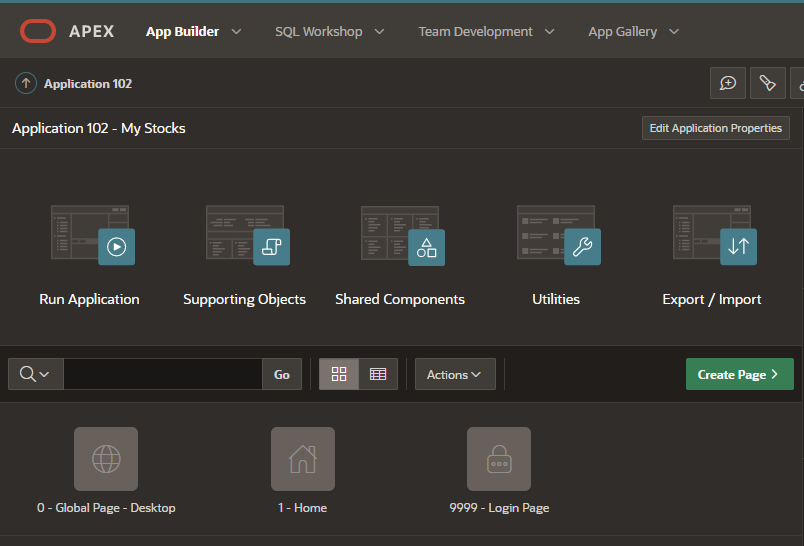 APEX App Builder SQL Workshop Team Development App Gallery
Application 102
Application 102 - My Stocks Edit Application Properties
Run Application Supporting Objects Shared Components Utilities Export / Import
Go Actions Create Page
0 - Global Page - Desktop 1 - Home 9999 - Login Page